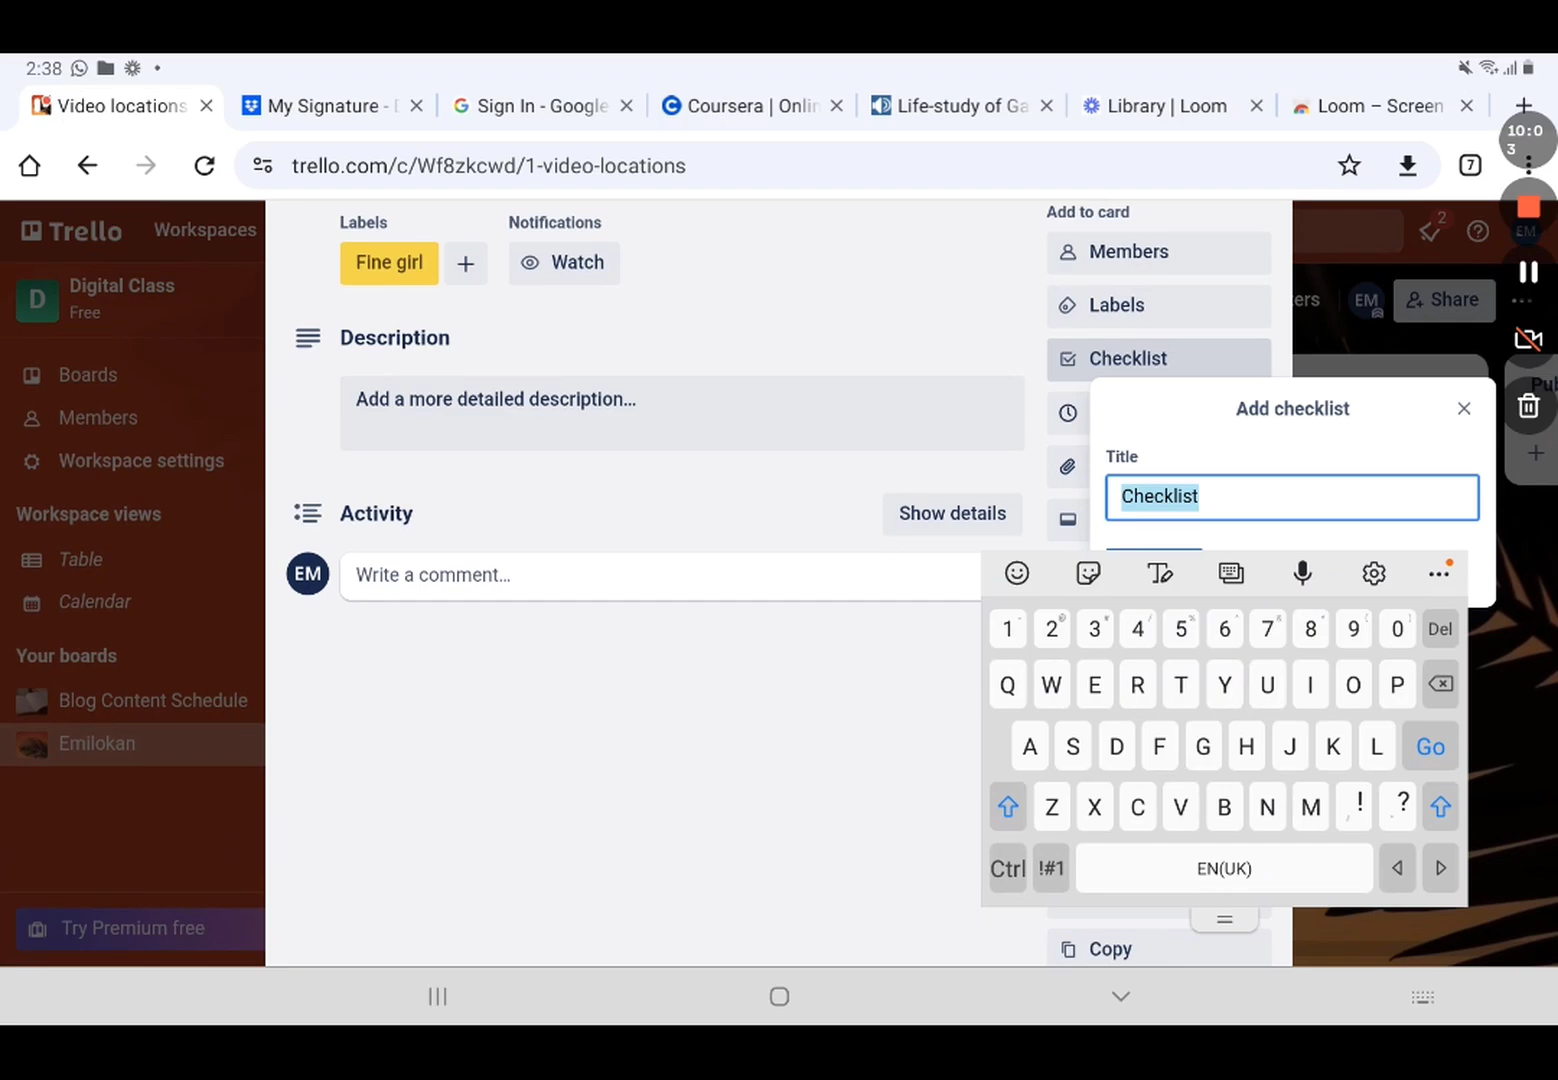 2:38
Video locations
My Signature - D
Sign In - Google
Coursera | Onlin
Life-study of Ga
Library | Loom
Loom – Screen
10:0
3
trello.com/c/Wf8zkcwd/1-video-locations
7
Trello
Workspaces
2
EM
D
Digital Class
Free
Boards
Members
Workspace settings
Workspace views
Table
Calendar
Your boards
Blog Content Schedule
Emilokan
Try Premium free
Labels
Notifications
Fine girl
Watch
Description
Add a more detailed description...
Activity
Show details
EM
Write a comment...
Add to card
Members
Labels
Checklist
ers
EM
Share
Pu
Add checklist
Title
Checklist
1 2 3 4 5 6 7 8 9 0 Del
Q W E R T Y U I O P
A S D F G H J K L Go
Z X C V B N M , ! . ?
Ctrl !#1 EN(UK)
Copy